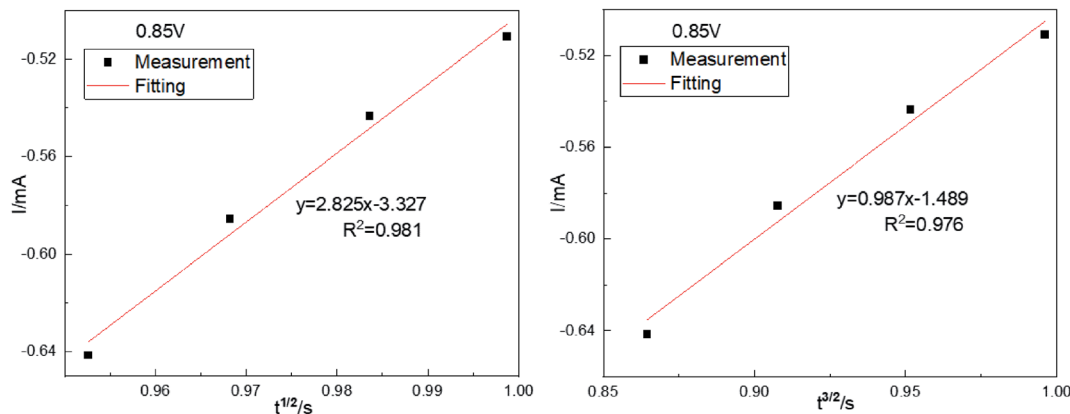 0.85V
Measurement
Fitting
-0.52
-0.56
-0.60
-0.64
I/mA
y=2.825x-3.327
R²=0.981
0.96 0.97 0.98 0.99 1.00
t^1/2/s
0.85V
Measurement
Fitting
-0.52
-0.56
-0.60
-0.64
I/mA
y=0.987x-1.489
R²=0.976
0.85 0.90 0.95 1.00
t^3/2/s